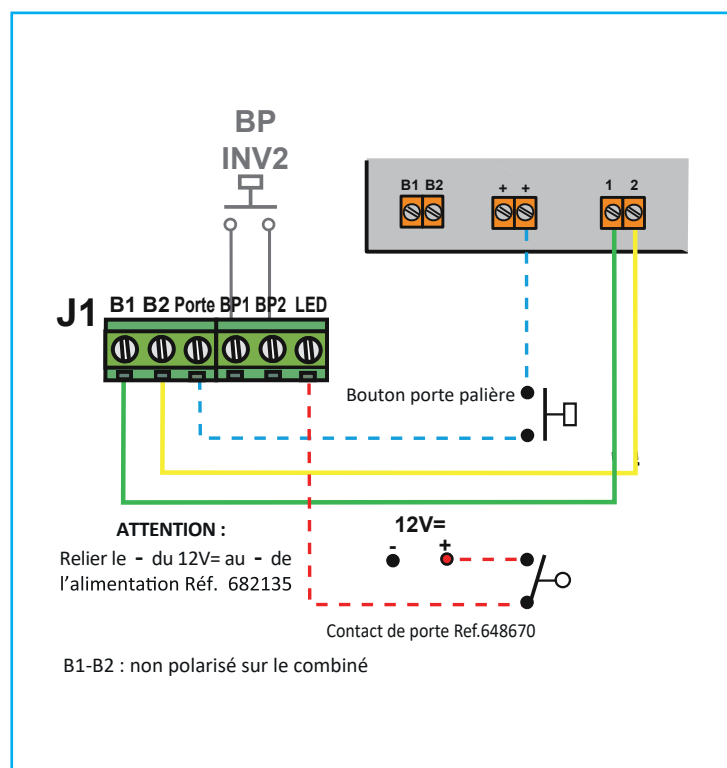 BP
INV2
B1 B2
+ +
1 2
J1
B1 B2 Porte BP1 BP2 LED
Bouton porte palière
ATTENTION :
12V=
- +
Relier le - du 12V= au - de
l'alimentation Réf. 682135
Contact de porte Ref.648670
B1-B2 : non polarisé sur le combiné